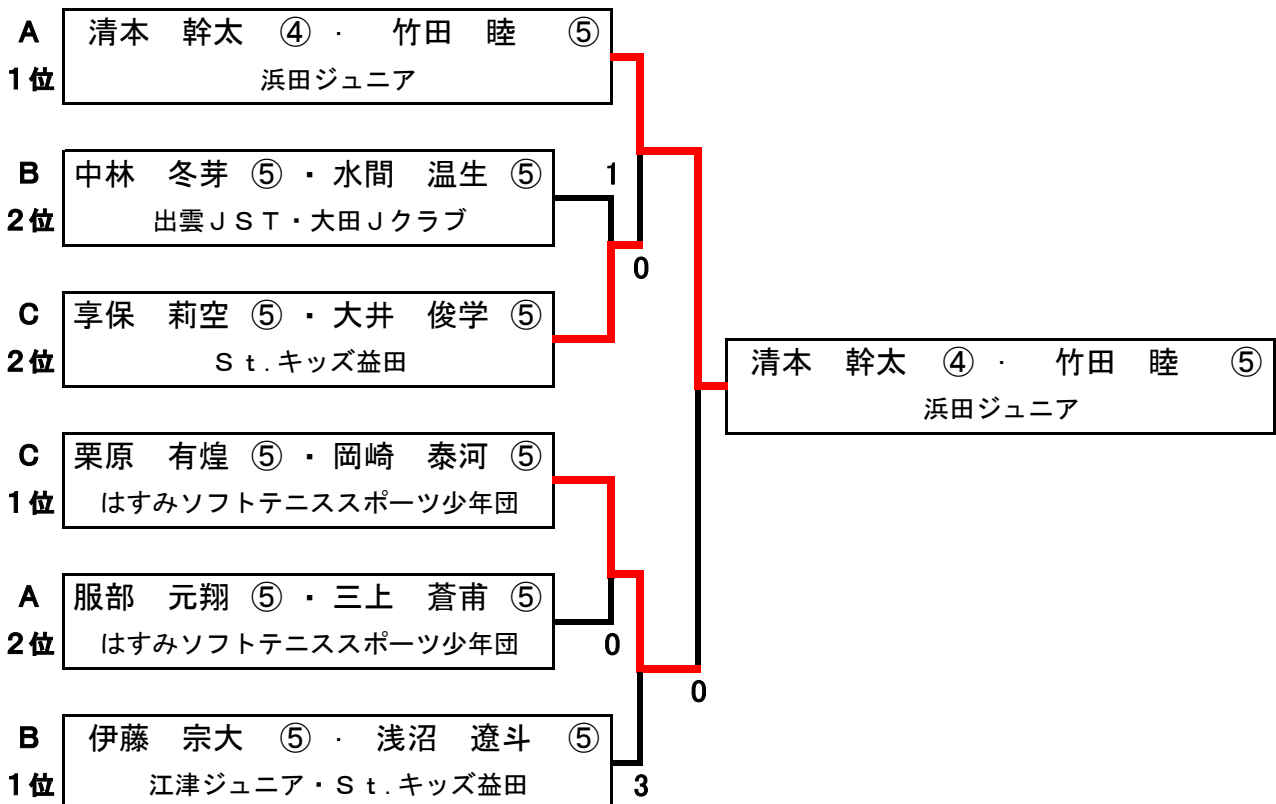 A
1位
清本 幹太 ④ ・ 竹田 睦 ⑤
浜田ジュニア
B
2位
中林 冬芽 ⑤ ・ 水間 温生 ⑤
出雲JST・大田Jクラブ
1
0
C
2位
享保 莉空 ⑤ ・ 大井 俊学 ⑤
St.キッズ益田
清本 幹太 ④ ・ 竹田 睦 ⑤
浜田ジュニア
C
1位
栗原 有煌 ⑤ ・ 岡崎 泰河 ⑤
はすみソフトテニススポーツ少年団
A
2位
服部 元翔 ⑤ ・ 三上 蒼甫 ⑤
はすみソフトテニススポーツ少年団
0
0
B
1位
伊藤 宗大 ⑤ ・ 浅沼 遼斗 ⑤
江津ジュニア・St.キッズ益田
3